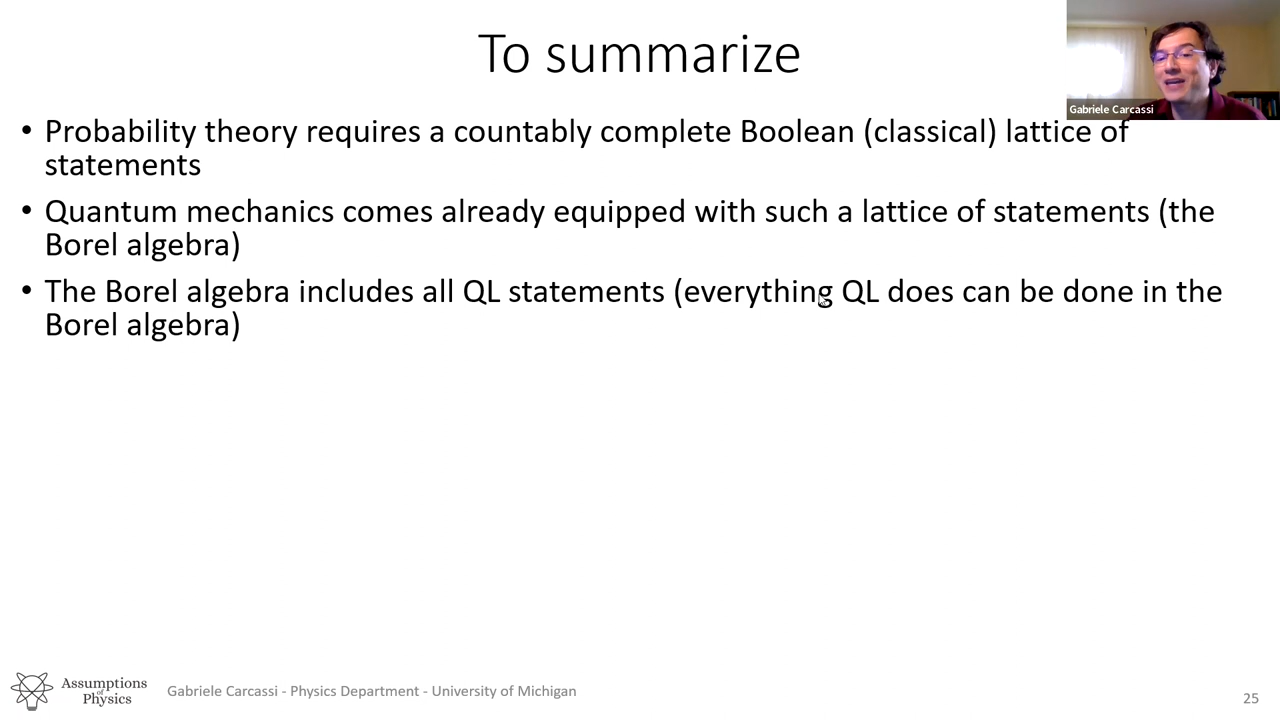 To summarize
Gabriele Carcassi
• Probability theory requires a countably complete Boolean (classical) lattice of
statements
• Quantum mechanics comes already equipped with such a lattice of statements (the
Borel algebra)
• The Borel algebra includes all QL statements (everything QL does can be done in the
Borel algebra)
Assumptions
of
Physics
Gabriele Carcassi - Physics Department - University of Michigan
25